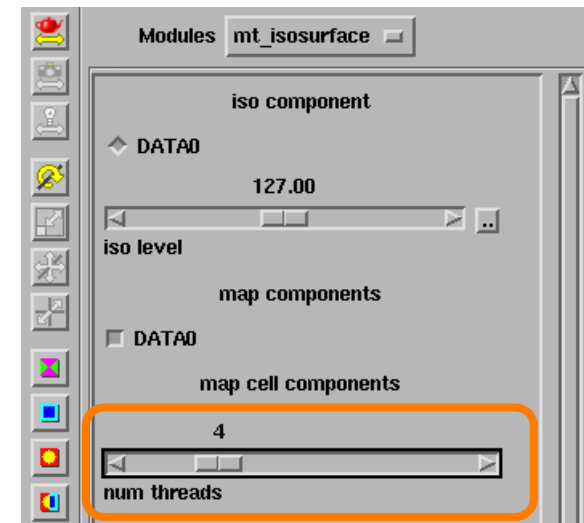 Modules mt_isosurface
iso component
DATA0
127.00
..
iso level
map components
DATA0
map cell components
4
num threads